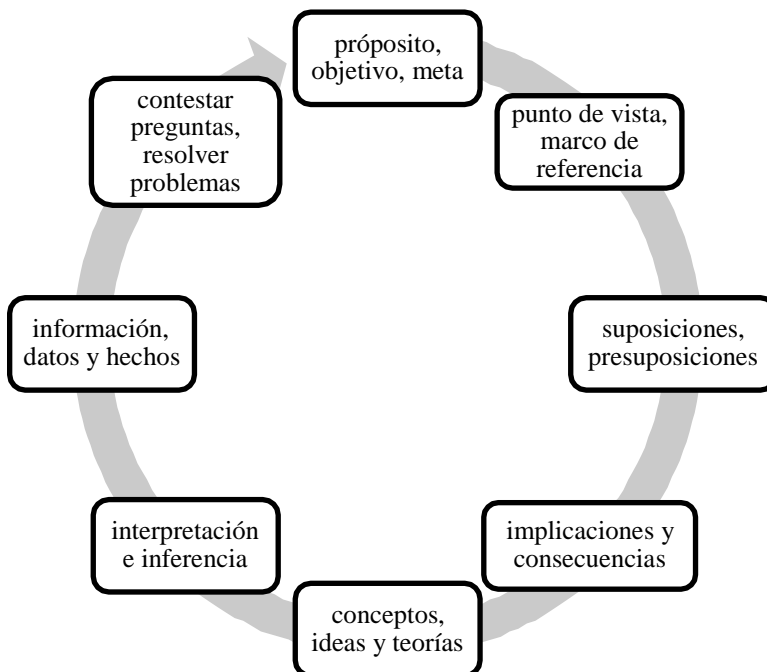 próposito,
objetivo, meta
punto de vista,
marco de
referencia
suposiciones,
presuposiciones
implicaciones y
consecuencias
conceptos,
ideas y teorías
interpretación
e inferencia
información,
datos y hechos
contestar
preguntas,
resolver
problemas